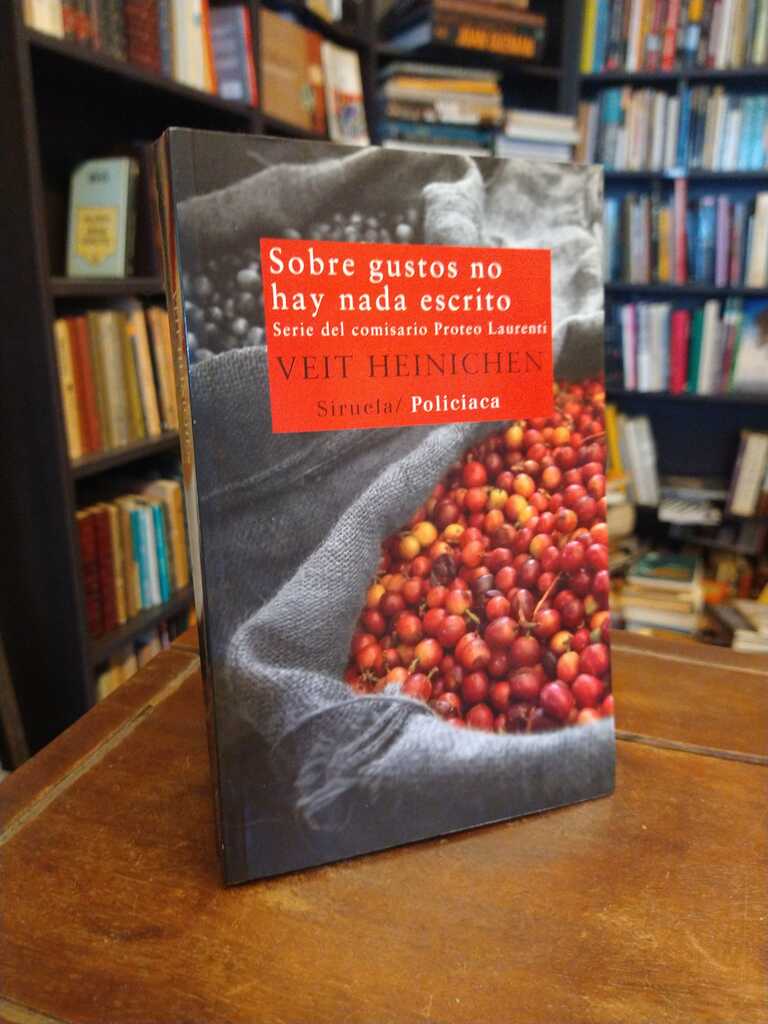 Sobre gustos no
hay nada escrito
Serie del comisario Proteo Laurenti
VEIT HEINICHEN
Siruela/ Policiaca